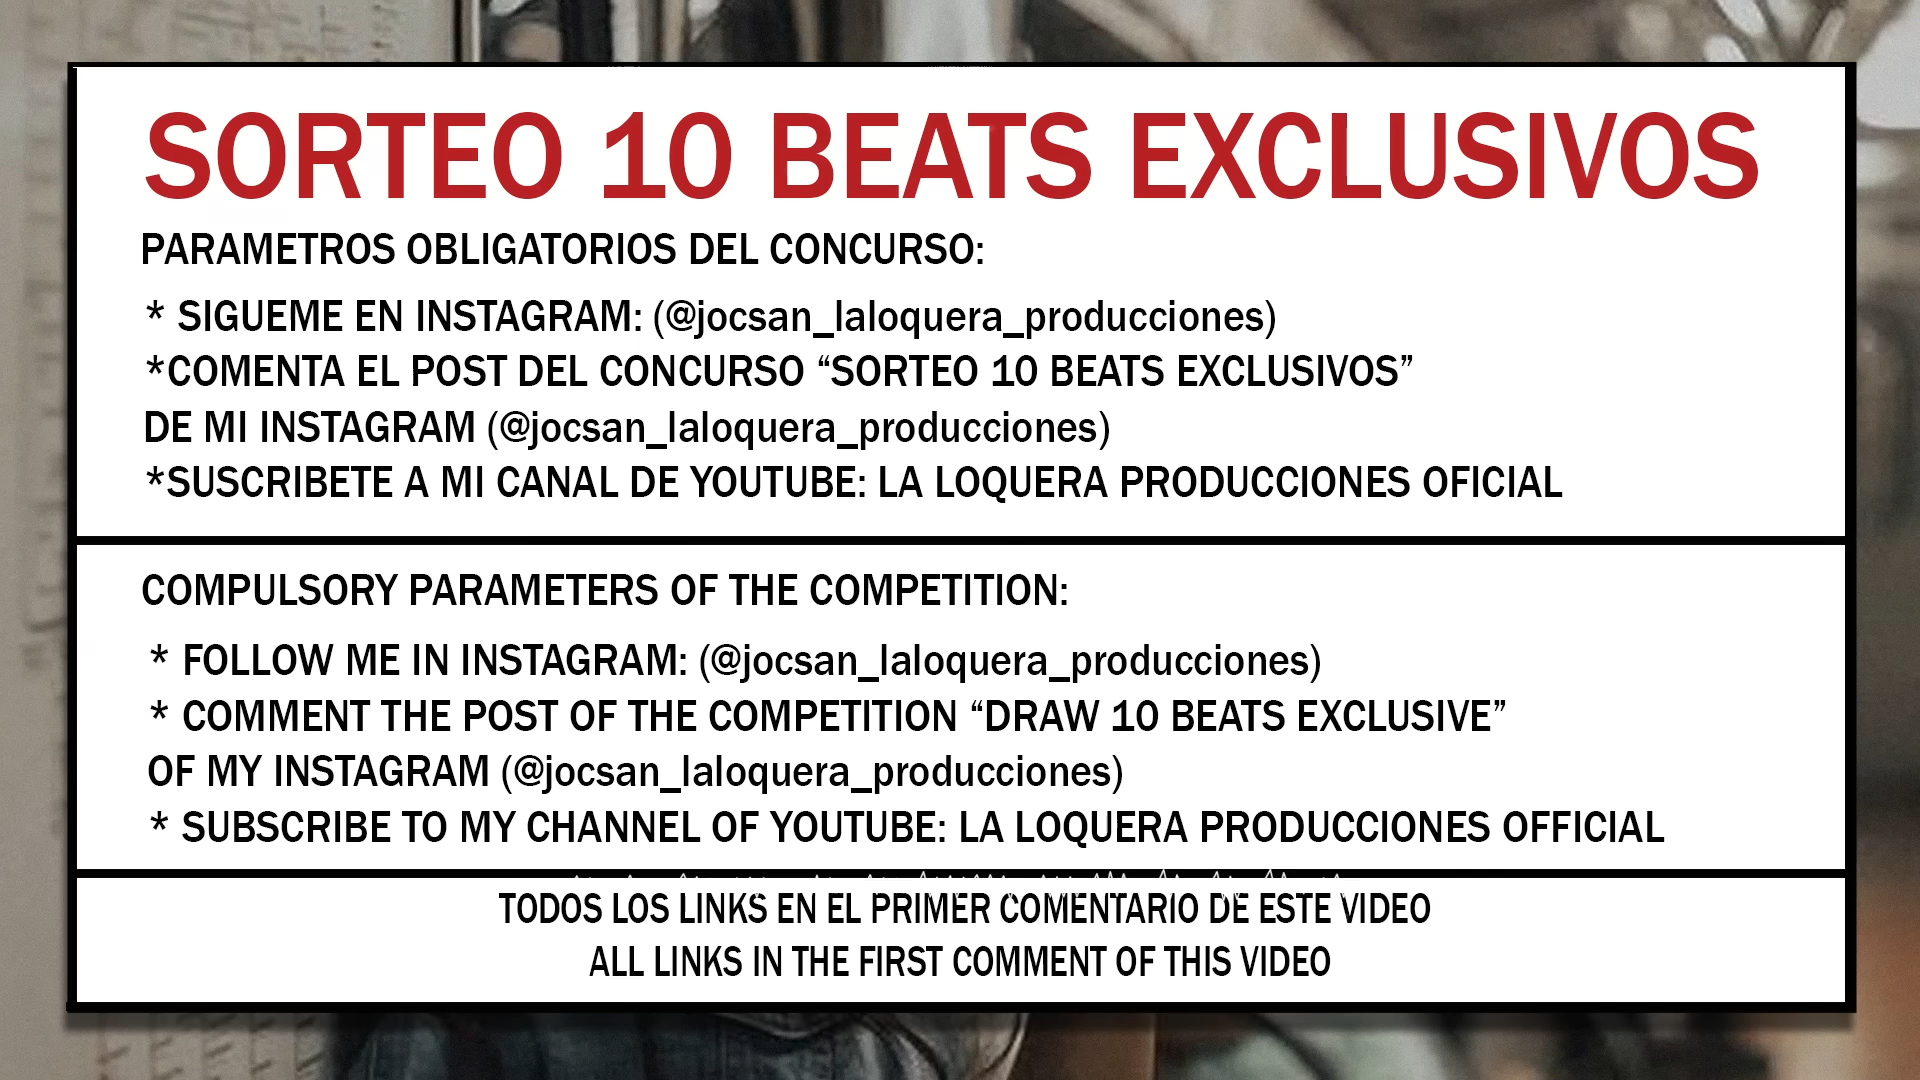 SORTEO 10 BEATS EXCLUSIVOS
PARAMETROS OBLIGATORIOS DEL CONCURSO:
* SIGUEME EN INSTAGRAM: (@jocsan_laloquera_producciones)
*COMENTA EL POST DEL CONCURSO “SORTEO 10 BEATS EXCLUSIVOS”
DE MI INSTAGRAM (@jocsan_laloquera_producciones)
*SUSCRIBETE A MI CANAL DE YOUTUBE: LA LOQUERA PRODUCCIONES OFICIAL
COMPULSORY PARAMETERS OF THE COMPETITION:
* FOLLOW ME IN INSTAGRAM: (@jocsan_laloquera_producciones)
* COMMENT THE POST OF THE COMPETITION “DRAW 10 BEATS EXCLUSIVE”
OF MY INSTAGRAM (@jocsan_laloquera_producciones)
* SUBSCRIBE TO MY CHANNEL OF YOUTUBE: LA LOQUERA PRODUCCIONES OFFICIAL
TODOS LOS LINKS EN EL PRIMER COMENTARIO DE ESTE VIDEO
ALL LINKS IN THE FIRST COMMENT OF THIS VIDEO